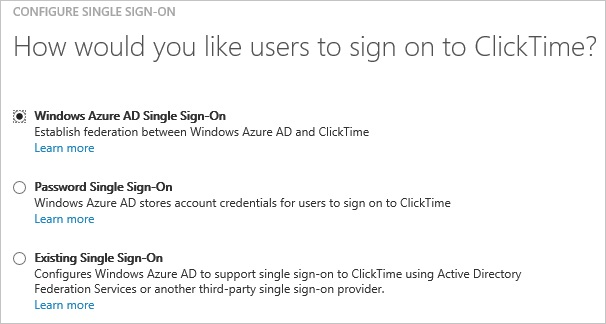 CONFIGURE SINGLE SIGN-ON
How would you like users to sign on to ClickTime?
Windows Azure AD Single Sign-On
Establish federation between Windows Azure AD and ClickTime
Learn more
Password Single Sign-On
Windows Azure AD stores account credentials for users to sign on to ClickTime
Learn more
Existing Single Sign-On
Configures Windows Azure AD to support single sign-on to ClickTime using Active Directory
Federation Services or another third-party single sign-on provider.
Learn more